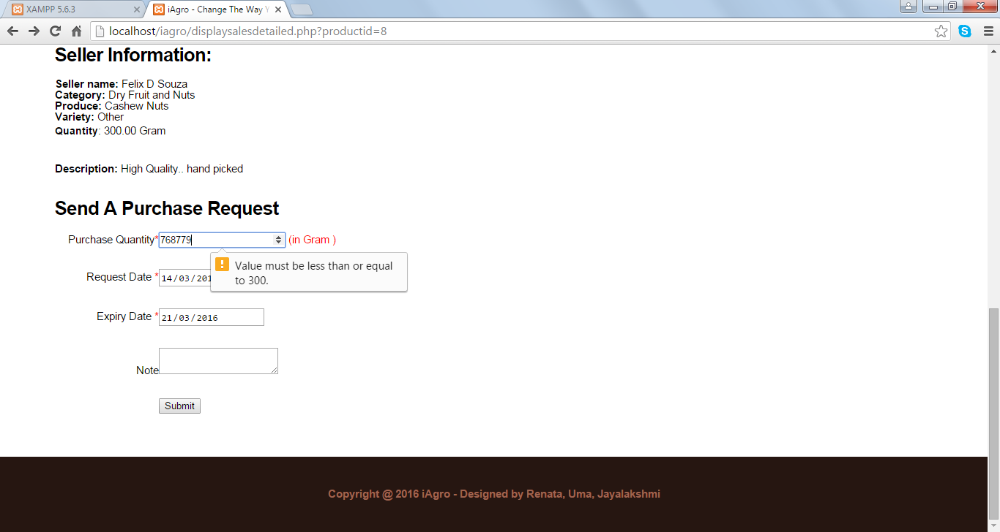 XAMPP 5.6.3
iAgro - Change The Way Y
localhost/iagro/displaysalesdetailed.php?productid=8
Seller Information:
Seller name: Felix D Souza
Category: Dry Fruit and Nuts
Produce: Cashew Nuts
Variety: Other
Quantity: 300.00 Gram
Description: High Quality.. hand picked
Send A Purchase Request
Purchase Quantity*768779 (in Gram )
Value must be less than or equal
to 300.
Request Date *14/03/201
Expiry Date *21/03/2016
Note
Submit
Copyright @ 2016 iAgro - Designed by Renata, Uma, Jayalakshmi